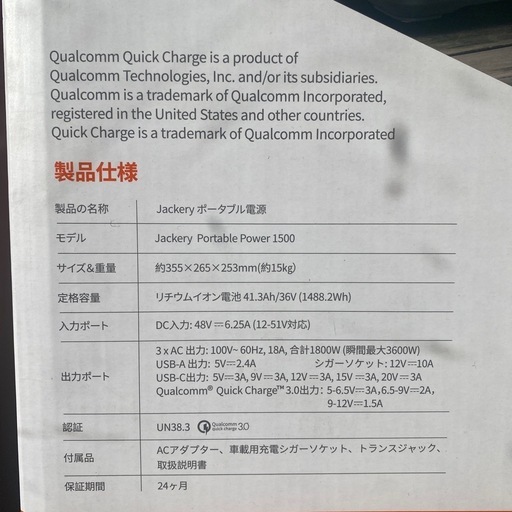 Qualcomm Quick Charge is a product of
Qualcomm Technologies, Inc. and/or its subsidiaries.
Qualcomm is a trademark of Qualcomm Incorporated,
registered in the United States and other countries.
Quick Charge is a trademark of Qualcomm Incorporated
製品仕様
製品の名称 Jackery ポータブル電源
モデル Jackery Portable Power 1500
サイズ&重量 約355×265×253mm(約15kg)
定格容量 リチウムイオン電池 41.3Ah/36V (1488.2Wh)
入力ポート DC入力: 48V⎓6.25A (12-51V対応)
出力ポート 3 x AC 出力: 100V~ 60Hz, 18A, 合計1800W (瞬間最大3600W)
USB-A 出力: 5V⎓2.4A シガーソケット: 12V⎓10A
USB-C出力: 5V⎓3A, 9V⎓3A, 12V⎓3A, 15V⎓3A, 20V⎓3A
Qualcomm® Quick Charge™ 3.0出力: 5-6.5V⎓3A,6.5-9V⎓2A,
9-12V⎓1.5A
認証 UN38.3 Qualcomm quick charge 3.0
付属品 ACアダプター、車載用充電シガーソケット、トランスジャック、
取扱説明書
保証期間 24ヶ月